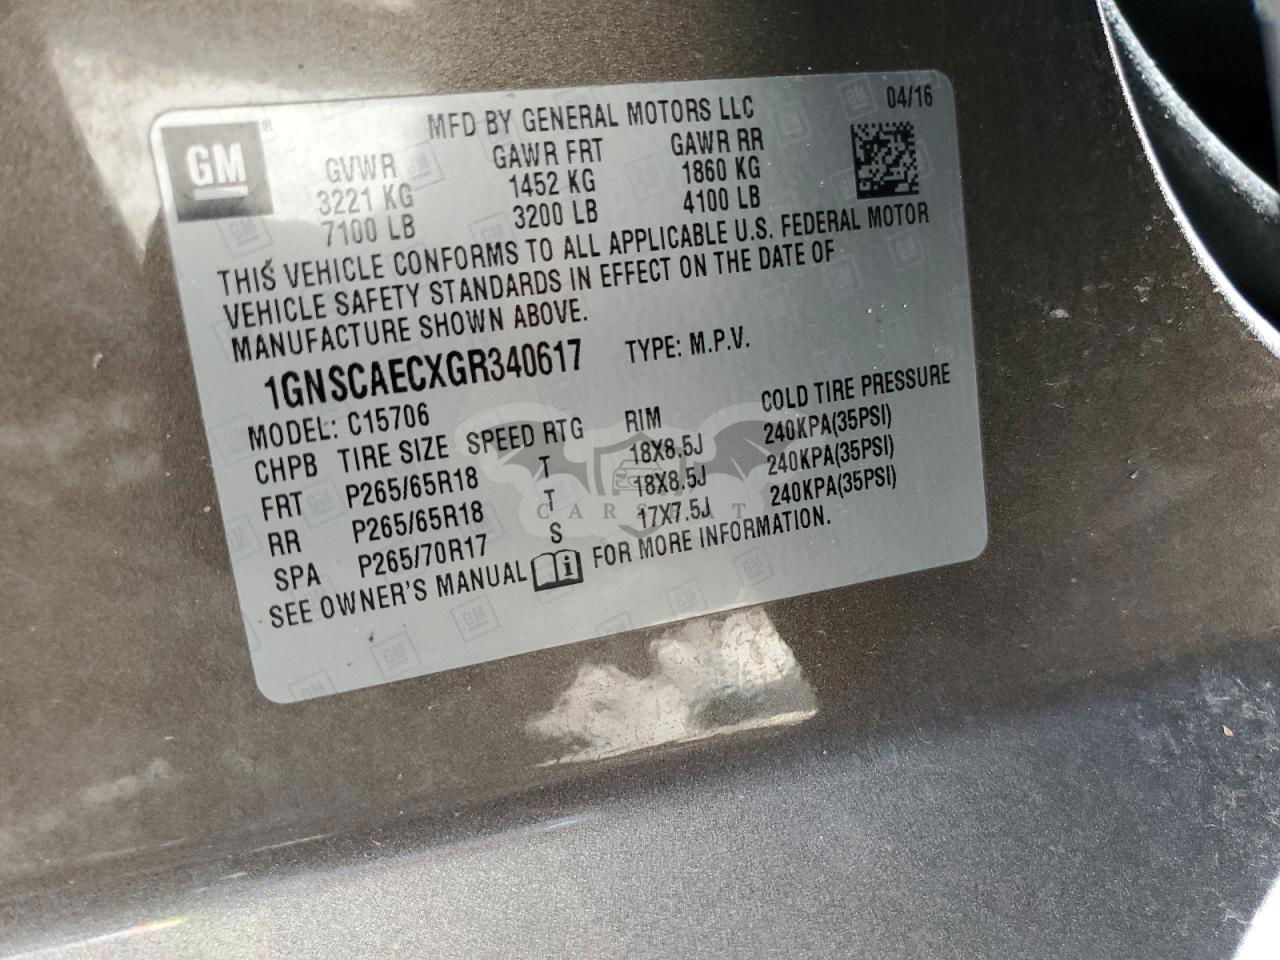 GM ®
MFD BY GENERAL MOTORS LLC 04/16
GVWR GAWR FRT GAWR RR
3221 KG 1452 KG 1860 KG
7100 LB 3200 LB 4100 LB
THIS VEHICLE CONFORMS TO ALL APPLICABLE U.S. FEDERAL MOTOR
VEHICLE SAFETY STANDARDS IN EFFECT ON THE DATE OF
MANUFACTURE SHOWN ABOVE.
1GNSCAECXGR340617 TYPE: M.P.V.
MODEL: C15706
CHPB TIRE SIZE SPEED RTG RIM COLD TIRE PRESSURE
FRT P265/65R18 T 18X8.5J 240KPA(35PSI)
RR P265/65R18 T 18X8.5J 240KPA(35PSI)
SPA P265/70R17 S 17X7.5J 240KPA(35PSI)
SEE OWNER'S MANUAL FOR MORE INFORMATION.